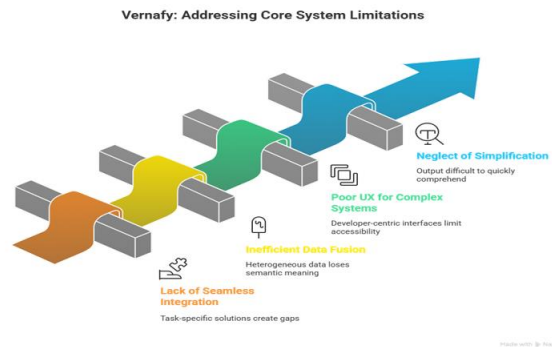 Vernafy: Addressing Core System Limitations
Neglect of Simplification
Output difficult to quickly
comprehend
Poor UX for Complex
Systems
Developer-centric interfaces limit
accessibility
Inefficient Data Fusion
Heterogeneous data loses
semantic meaning
Lack of Seamless
Integration
Task-specific solutions create gaps
Made with